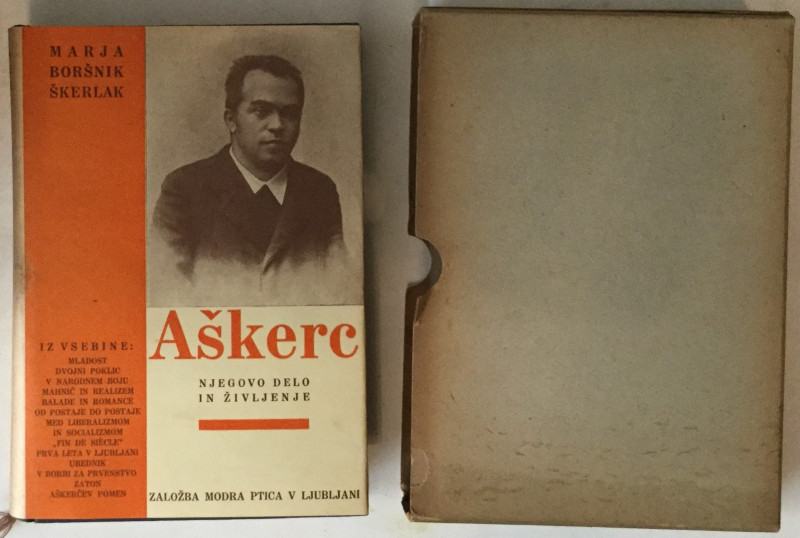 MARJA
BORŠNIK
ŠKERLAK
Aškerc
NJEGOVO DELO
IN ŽIVLJENJE
IZ VSEBINE:
MLADOST
DVOJNI POKLIC
V NARODNEM BOJU
MAHNIČ IN REALIZEM
BALADE IN ROMANCE
OD POSTAJE DO POSTAJE
MED LIBERALIZMOM
IN SOCIALIZMOM
„FIN DE SIÈCLE"
PRVA LETA V LJUBLJANI
UREDNIK
V BORBI ZA PRVENSTVO
ZATON
AŠKERČEV POMEN
ZALOŽBA MODRA PTICA V LJUBLJANI